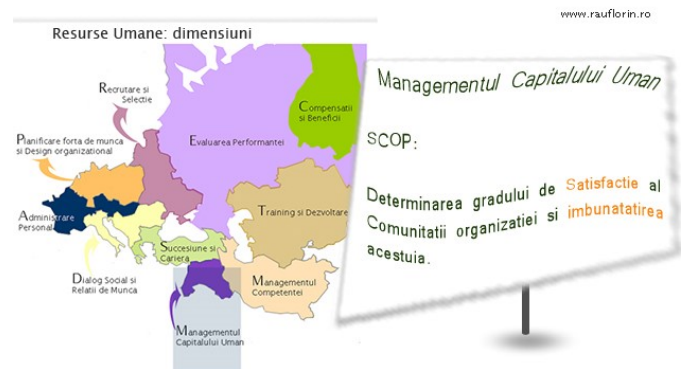 www.rauflorin.ro
Resurse Umane: dimensiuni
Recrutare si
Selectie
Compensatii
si Beneficii
Planificare forta de munca
si Design organizational
Evaluarea Performantei
Administrare
Personal
Training si Dezvoltare
Succesiune si
Cariera
Dialog Social si
Relatii de Munca
Managementul
Competentei
Managementul
Capitalului Uman
Managementul Capitalului Uman
SCOP:
Determinarea gradului de Satisfactie al
Comunitatii organizatiei si imbunatatirea
acestuia.